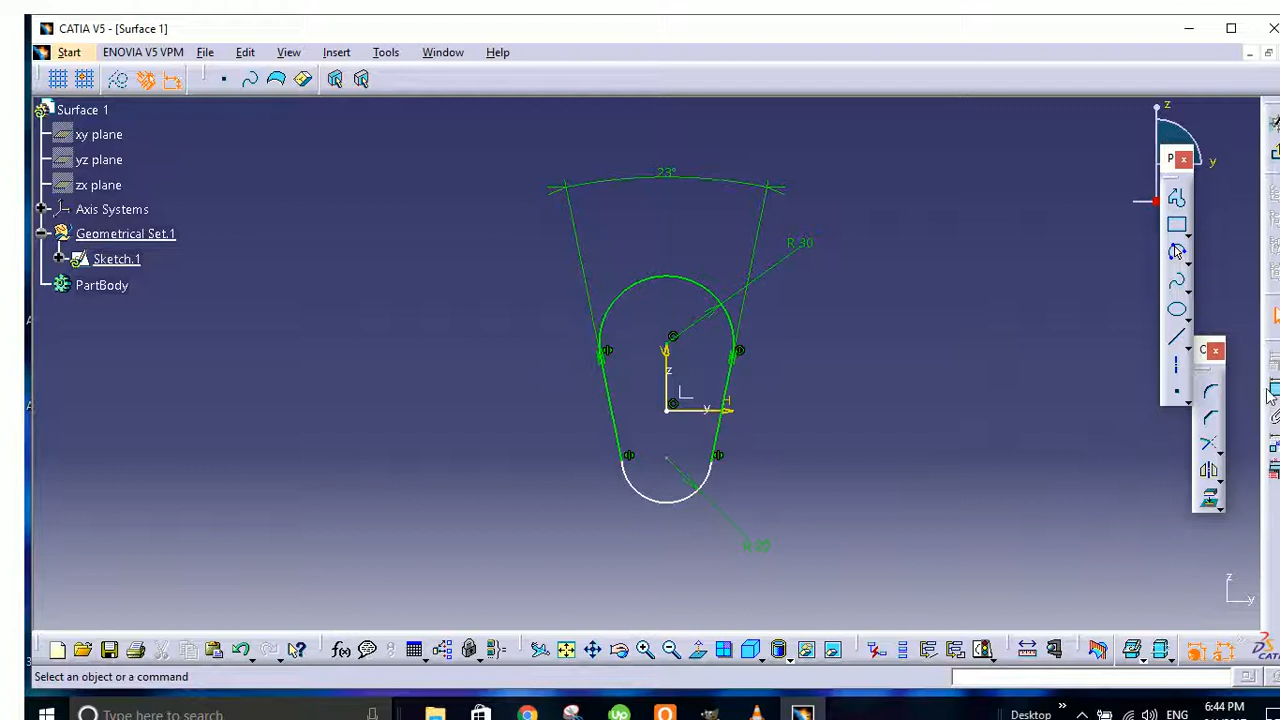 CATIA V5 - [Surface 1]
Start ENOVIA V5 VPM File Edit View Insert Tools Window Help
Surface 1
xy plane
yz plane
zx plane
Axis Systems
Geometrical Set.1
Sketch.1
PartBody
23°
R 30
z
y
P
z
y
R 20
z
y
f(x)
Select an object or a command
Type here to search
Up
Desktop
ENG
6:44 PM